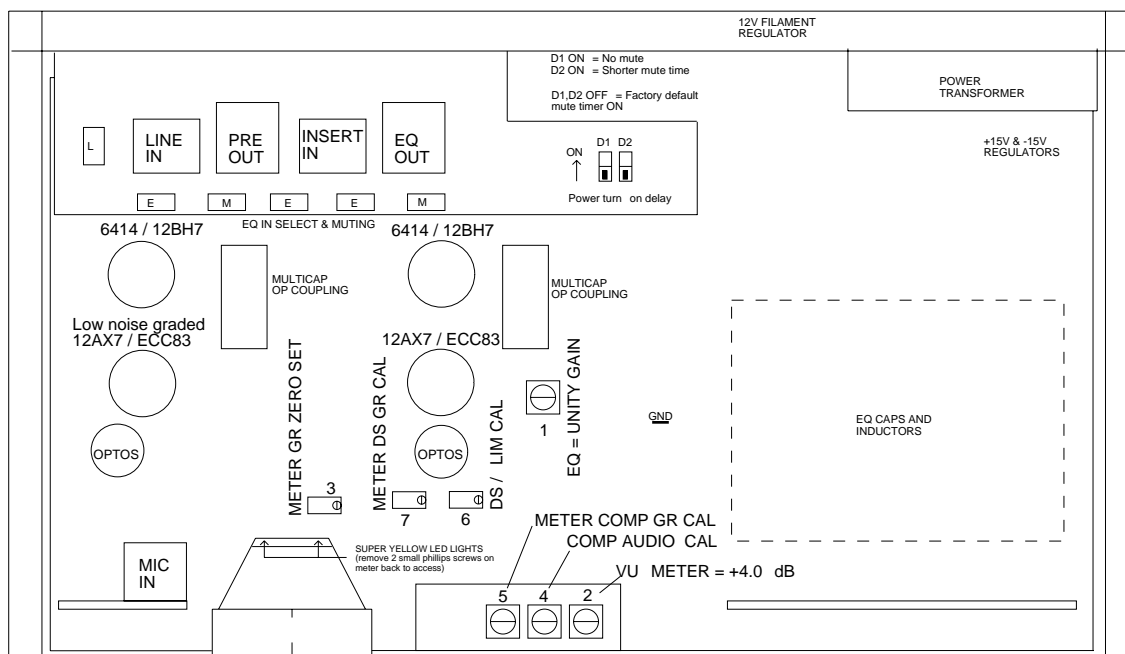 12V FILAMENT
REGULATOR
D1 ON = No mute
D2 ON = Shorter mute time
D1,D2 OFF = Factory default
mute timer ON
POWER
TRANSFORMER
+15V & -15V
REGULATORS
L
LINE
IN
PRE
OUT
INSERT
IN
EQ
OUT
ON
D1 D2
Power turn on delay
E
M
E
E
M
EQ IN SELECT & MUTING
6414 / 12BH7
6414 / 12BH7
MULTICAP
OP COUPLING
MULTICAP
OP COUPLING
Low noise graded
12AX7 / ECC83
12AX7 / ECC83
METER GR ZERO SET
METER DS GR CAL
DS / LIM CAL
EQ = UNITY GAIN
1
GND
EQ CAPS AND
INDUCTORS
OPTOS
OPTOS
3
7
6
METER COMP GR CAL
COMP AUDIO CAL
VU METER = +4.0 dB
SUPER YELLOW LED LIGHTS
(remove 2 small phillips screws on
meter back to access)
MIC
IN
5 4 2